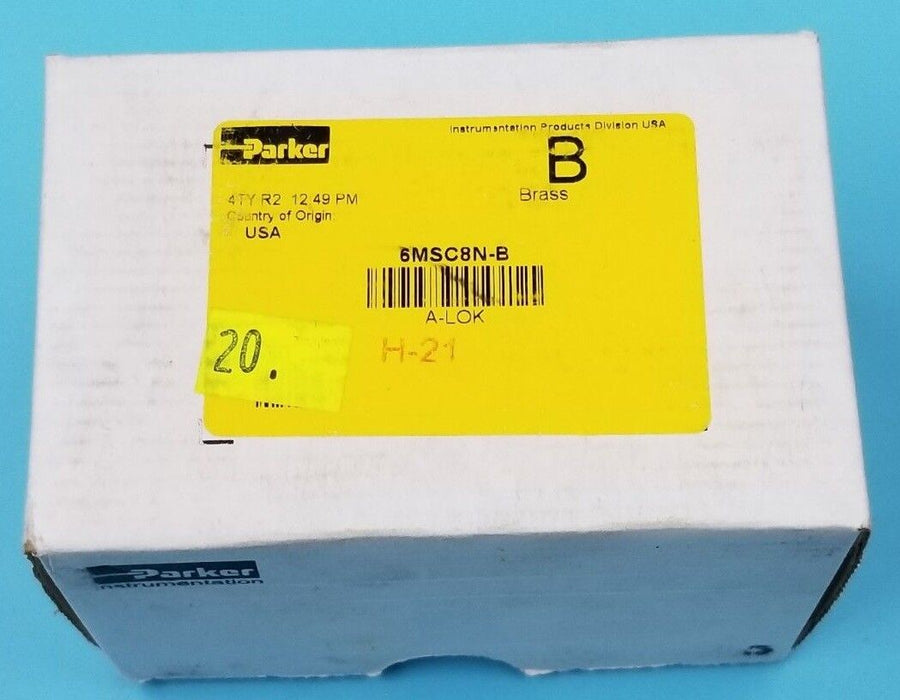 Parker
Instrumentation Products Division USA
B
Brass
4TY R2 12:49 PM
Country of Origin:
USA
6MSC8N-B
A-LOK
H-21
20.
Parker
Instrumentation